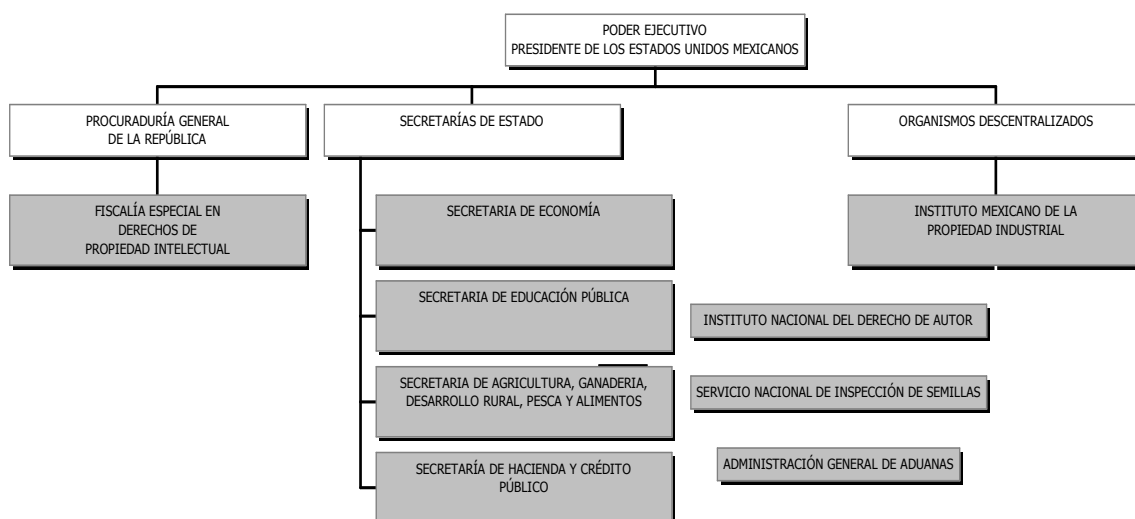 PODER EJECUTIVO
PRESIDENTE DE LOS ESTADOS UNIDOS MEXICANOS
PROCURADURÍA GENERAL
DE LA REPÚBLICA
SECRETARÍAS DE ESTADO
ORGANISMOS DESCENTRALIZADOS
FISCALÍA ESPECIAL EN
DERECHOS DE
PROPIEDAD INTELECTUAL
SECRETARIA DE ECONOMÍA
INSTITUTO MEXICANO DE LA
PROPIEDAD INDUSTRIAL
SECRETARIA DE EDUCACIÓN PÚBLICA
INSTITUTO NACIONAL DEL DERECHO DE AUTOR
SECRETARIA DE AGRICULTURA, GANADERIA,
DESARROLLO RURAL, PESCA Y ALIMENTOS
SERVICIO NACIONAL DE INSPECCIÓN DE SEMILLAS
SECRETARÍA DE HACIENDA Y CRÉDITO
PÚBLICO
ADMINISTRACIÓN GENERAL DE ADUANAS